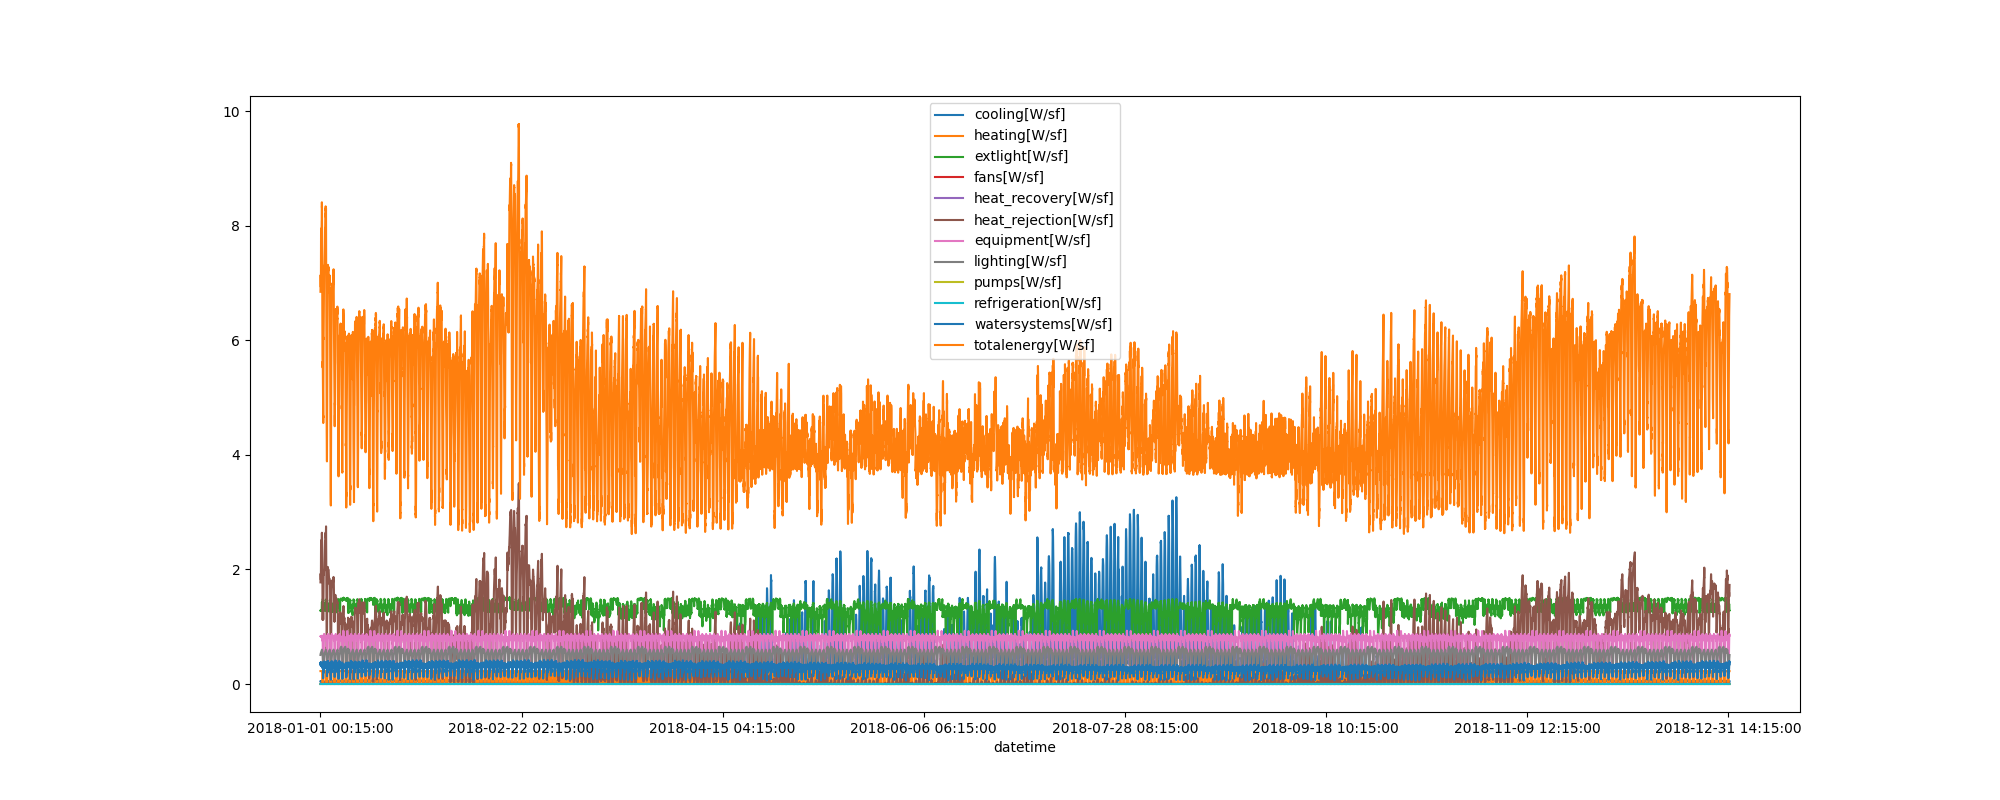 10
8
6
4
2
0
cooling[W/sf]
heating[W/sf]
extlight[W/sf]
fans[W/sf]
heat_recovery[W/sf]
heat_rejection[W/sf]
equipment[W/sf]
lighting[W/sf]
pumps[W/sf]
refrigeration[W/sf]
watersystems[W/sf]
totalenergy[W/sf]
2018-01-01 00:15:00 2018-02-22 02:15:00 2018-04-15 04:15:00 2018-06-06 06:15:00 2018-07-28 08:15:00 2018-09-18 10:15:00 2018-11-09 12:15:00 2018-12-31 14:15:00
datetime